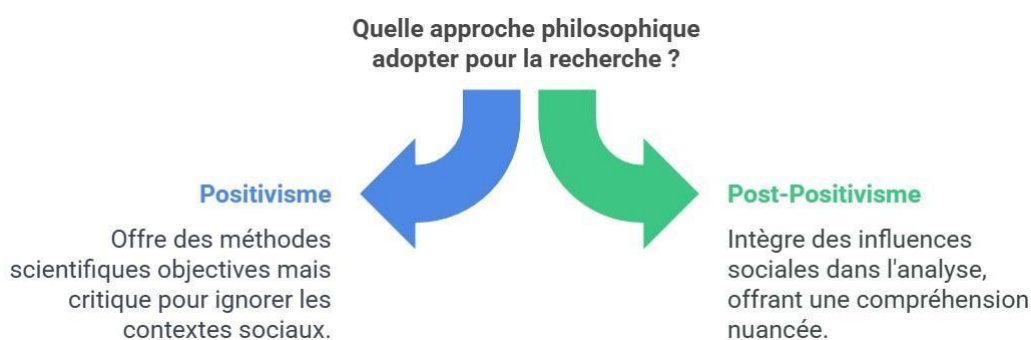 Quelle approche philosophique
adopter pour la recherche ?
Positivisme
Offre des méthodes
scientifiques objectives mais
critique pour ignorer les
contextes sociaux.
Post-Positivisme
Intègre des influences
sociales dans l'analyse,
offrant une compréhension
nuancée.